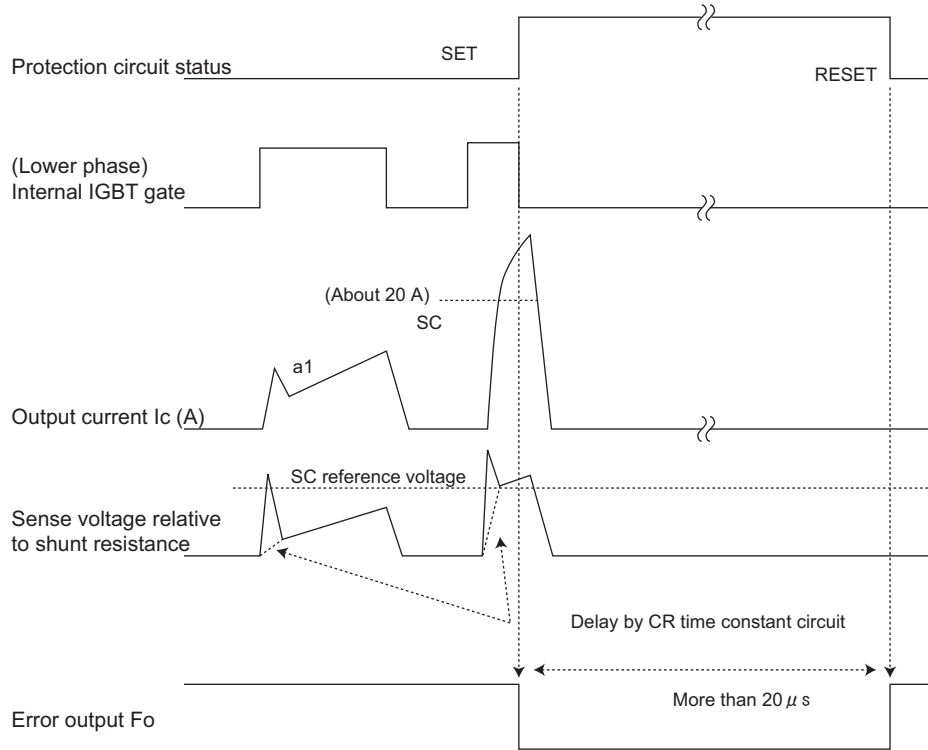 SET
Protection circuit status
RESET
(Lower phase)
Internal IGBT gate
(About 20 A)
SC
a1
Output current Ic (A)
SC reference voltage
Sense voltage relative
to shunt resistance
Delay by CR time constant circuit
More than 20 μ s
Error output Fo